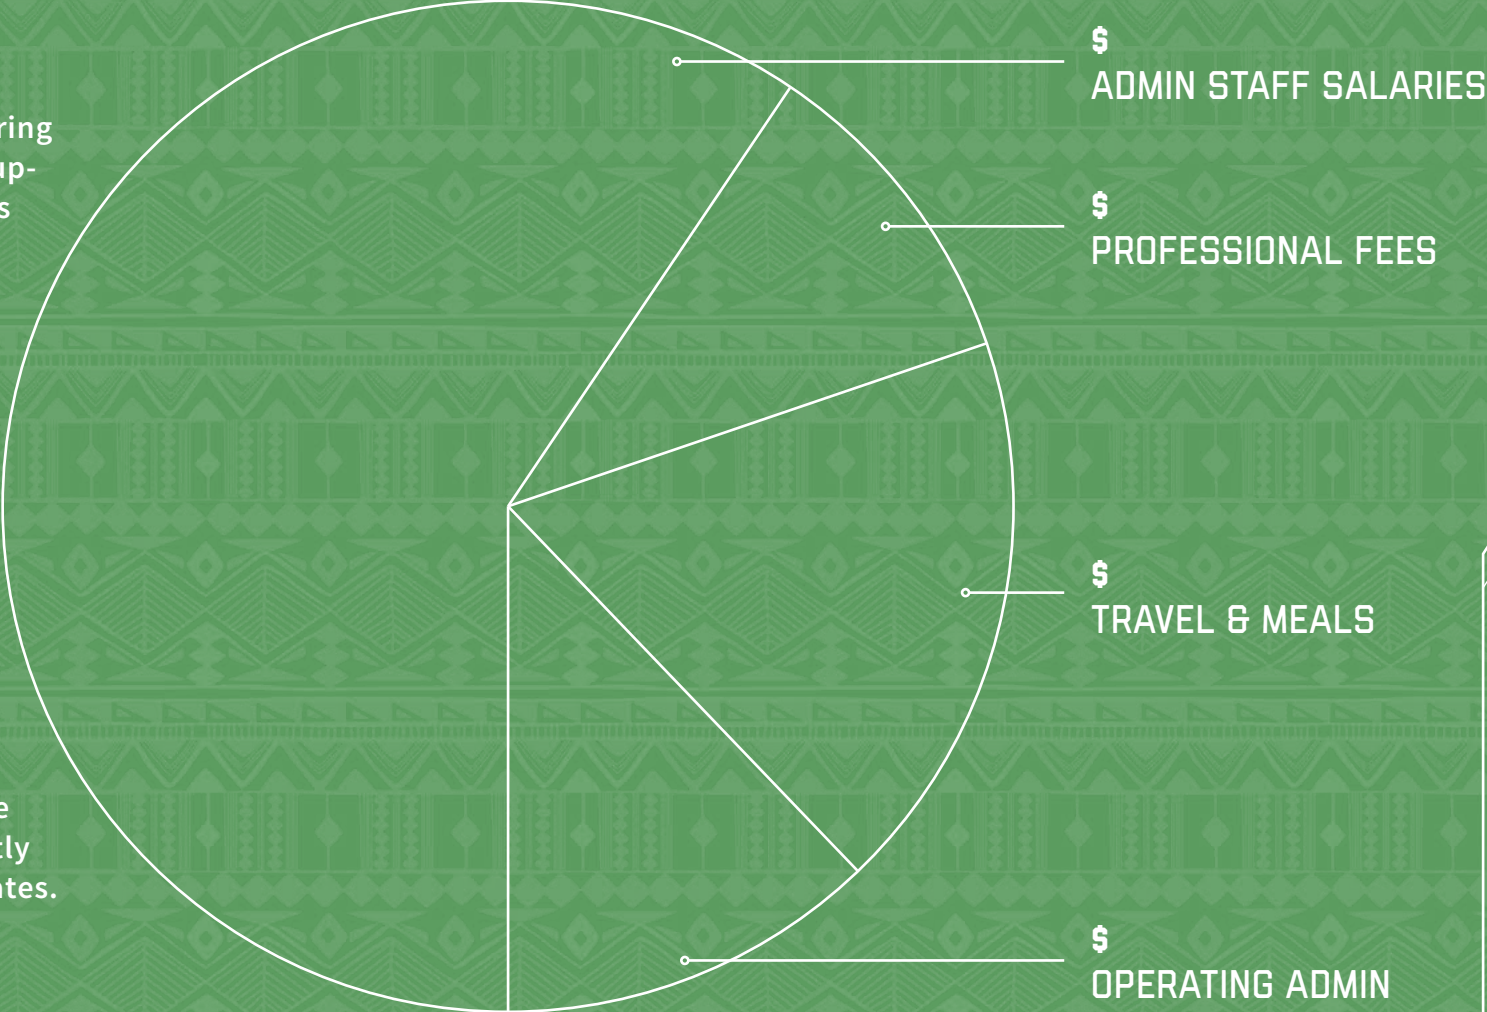 $
ADMIN STAFF SALARIES
$
PROFESSIONAL FEES
$
TRAVEL & MEALS
$
OPERATING ADMIN